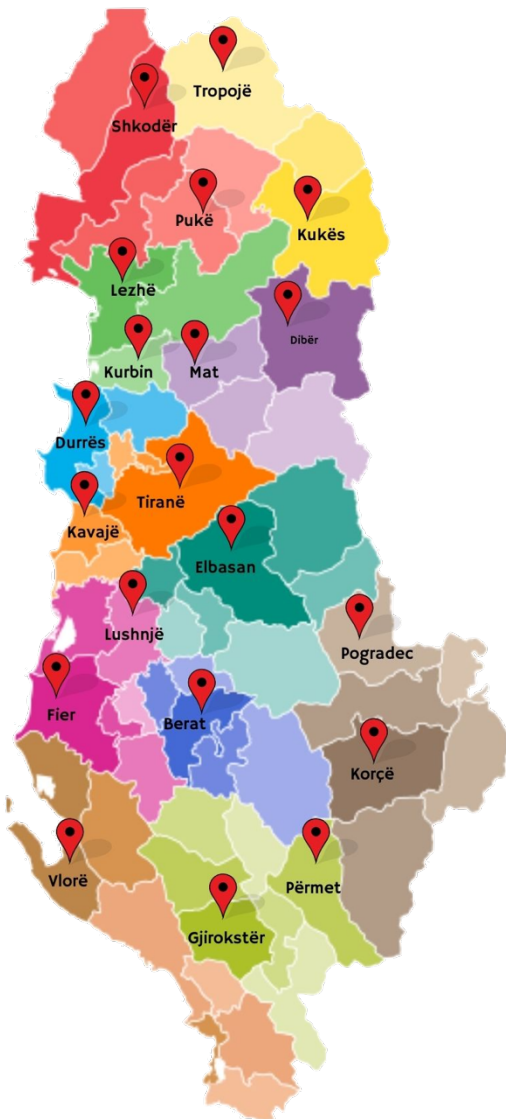 Tropojë
Shkodër
Pukë
Kukës
Lezhë
Dibër
Kurbin
Mat
Durrës
Tiranë
Kavajë
Elbasan
Lushnjë
Pogradec
Fier
Berat
Korçë
Vlorë
Përmet
Gjirokstër